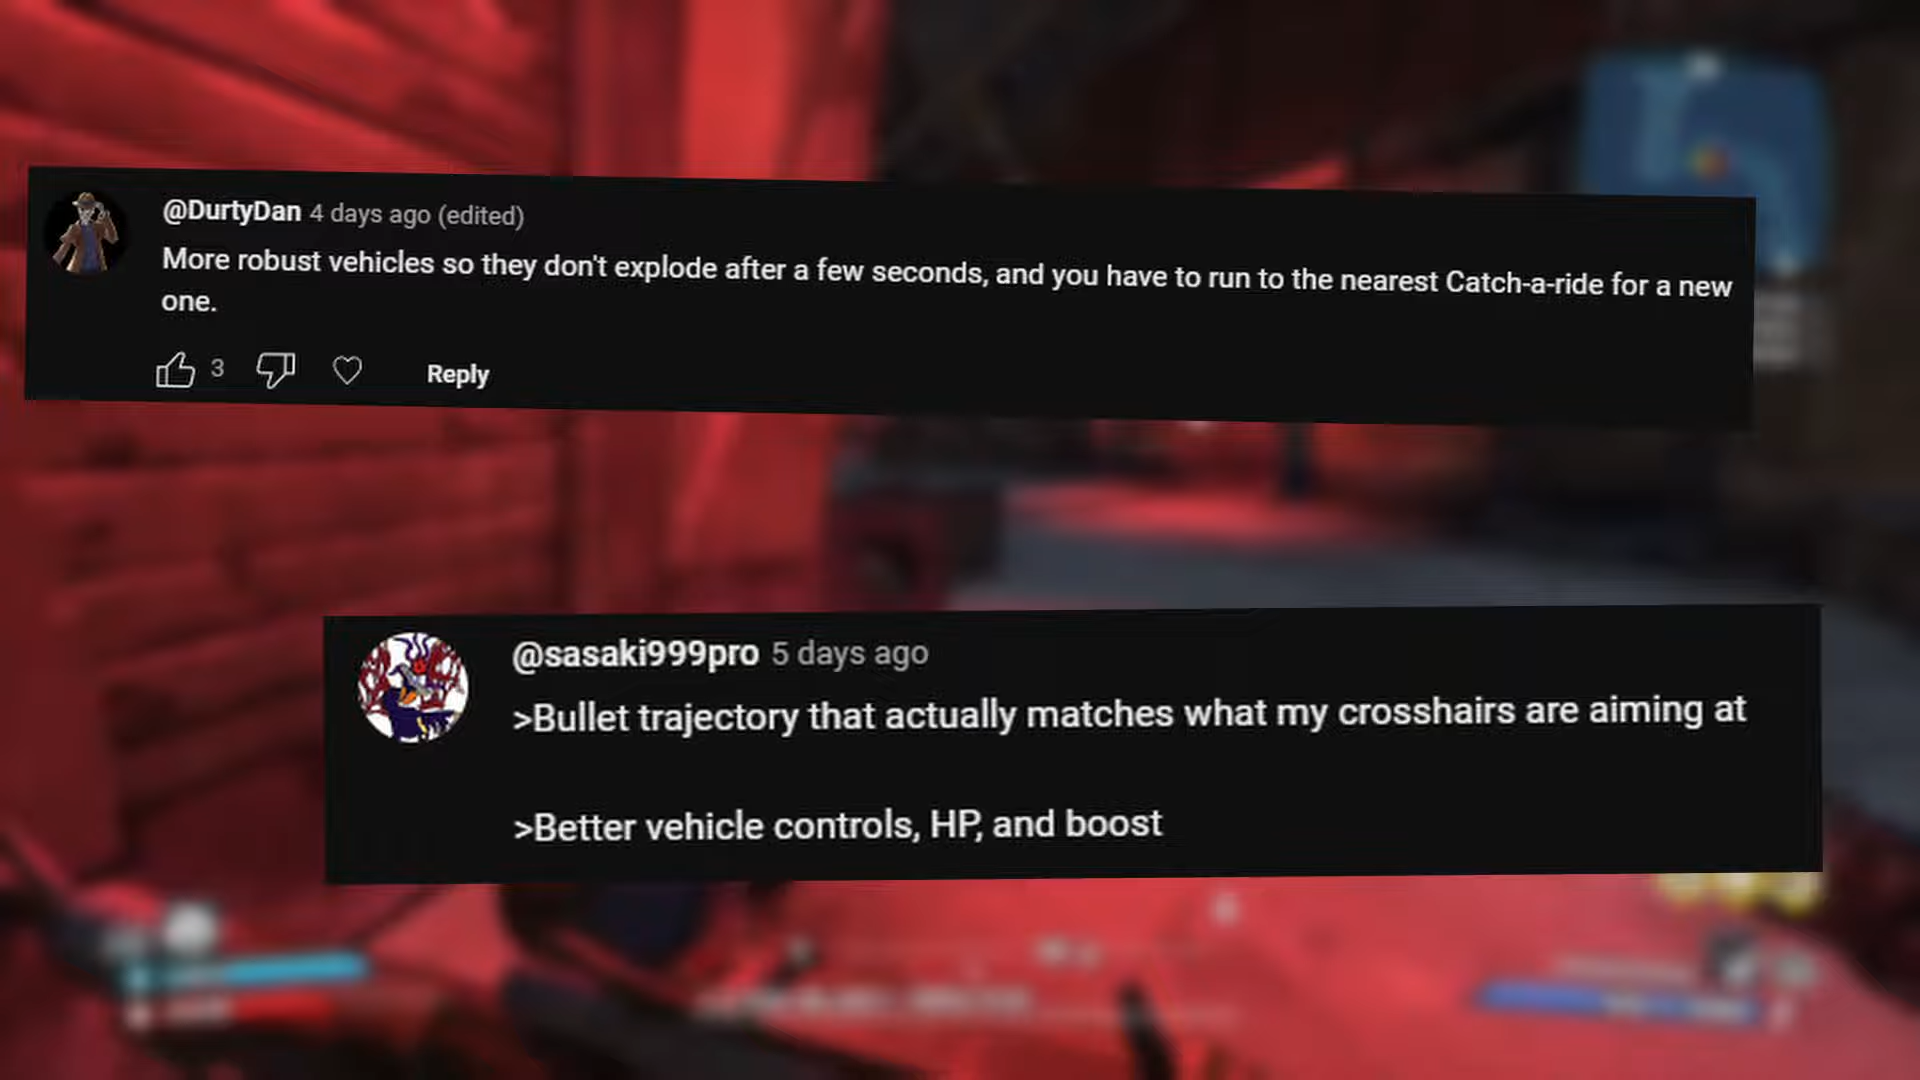 @DurtyDan 4 days ago (edited)
More robust vehicles so they don't explode after a few seconds, and you have to run to the nearest Catch-a-ride for a new
one.
3 Reply
@sasaki999pro 5 days ago
>Bullet trajectory that actually matches what my crosshairs are aiming at
>Better vehicle controls, HP, and boost